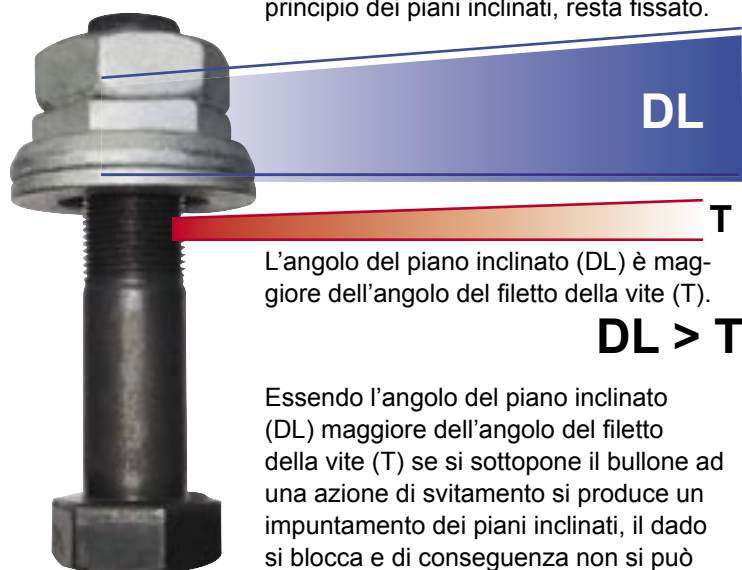 principio dei piani inclinati, resta fissato.
DL
T
L'angolo del piano inclinato (DL) è mag-
giore dell'angolo del filetto della vite (T).
DL > T
Essendo l'angolo del piano inclinato
(DL) maggiore dell'angolo del filetto
della vite (T) se si sottopone il bullone ad
una azione di svitamento si produce un
impuntamento dei piani inclinati, il dado
si blocca e di conseguenza non si può